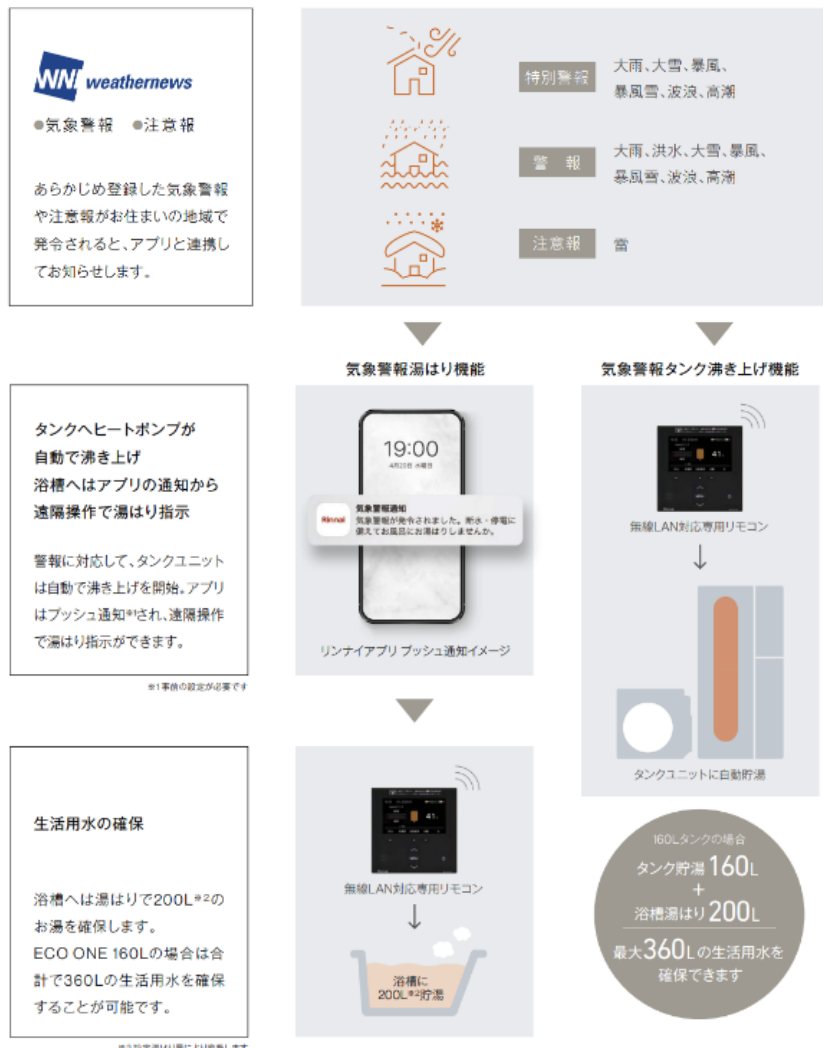 WNI weathernews
●気象警報 ●注意報
あらかじめ登録した気象警報
や注意報がお住まいの地域で
発令されると、アプリと連携し
てお知らせします。
特別警報
大雨、大雪、暴風、
暴風雪、波浪、高潮
警 報
大雨、洪水、大雪、暴風、
暴風雪、波浪、高潮
注意報
雷
気象警報湯はり機能
気象警報タンク沸き上げ機能
タンクへヒートポンプが
自動で沸き上げ
浴槽へはアプリの通知から
遠隔操作で湯はり指示
警報に対応して、タンクユニット
は自動で沸き上げを開始。アプリ
はプッシュ通知※1され、遠隔操作
で湯はり指示ができます。
※1 事前の設定が必要です
19:00
4月20日 水曜日
Rinnai
気象警報通知
気象警報が発令されました。断水・停電に
備えてお風呂にお湯はりしませんか。
リンナイアプリ プッシュ通知イメージ
41
無線LAN対応専用リモコン
タンクユニットに自動貯湯
生活用水の確保
浴槽へは湯はりで200L※2の
お湯を確保します。
ECO ONE 160Lの場合は合
計で360Lの生活用水を確保
することが可能です。
41
無線LAN対応専用リモコン
浴槽に
200L※2貯湯
160Lタンクの場合
タンク貯湯160L
+
浴槽湯はり200L
最大360Lの生活用水を
確保できます